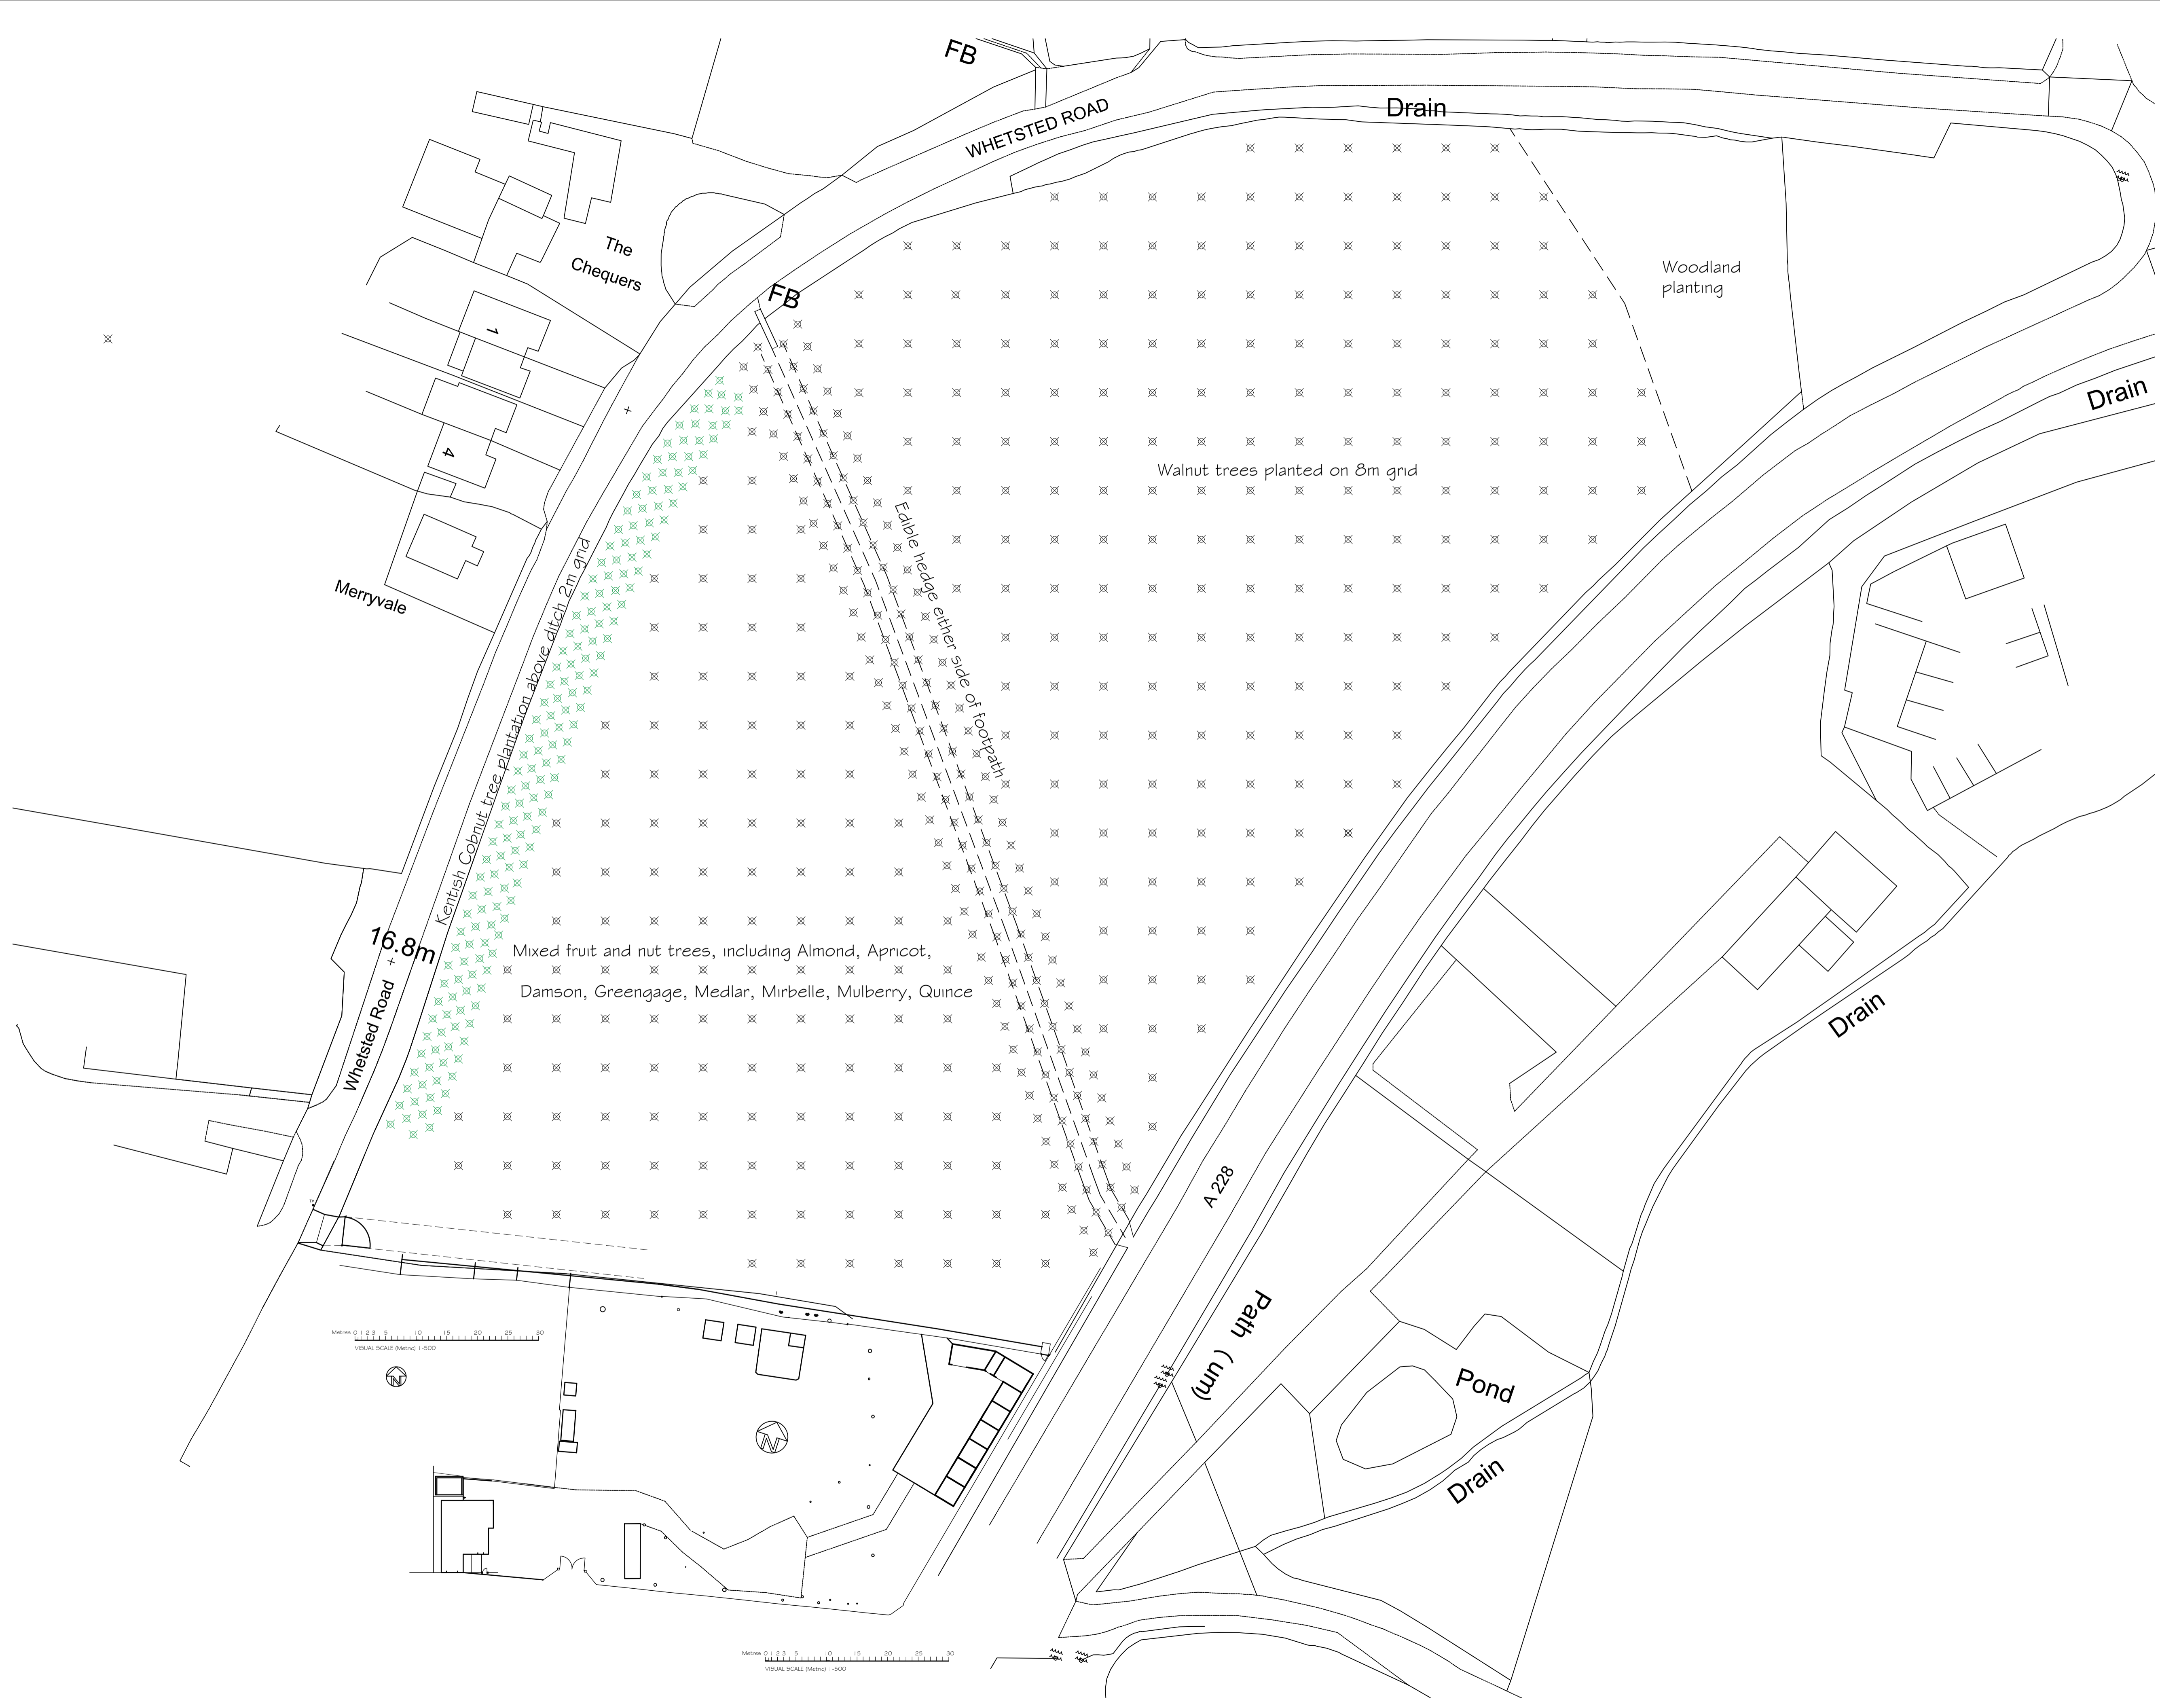 FB
WHETSTED ROAD
Drain
The
Chequers
Woodland
planting
FB
1
Drain
4
Walnut trees planted on 8m grid
Edible hedge either side of footpath
Merryvale
Kentish Cobnut tree plantation above ditch 2m grid
16.8m
Mixed fruit and nut trees, including Almond, Apricot,
Damson, Greengage, Medlar, Mirbelle, Mulberry, Quince
Whetsted Road
Drain
A 228
Path (um)
Metres 0 1 2 3 5 10 15 20 25 30
VISUAL SCALE (Metric) 1-500
N
Pond
N
Drain
Metres 0 1 2 3 5 10 15 20 25 30
VISUAL SCALE (Metric) 1-500